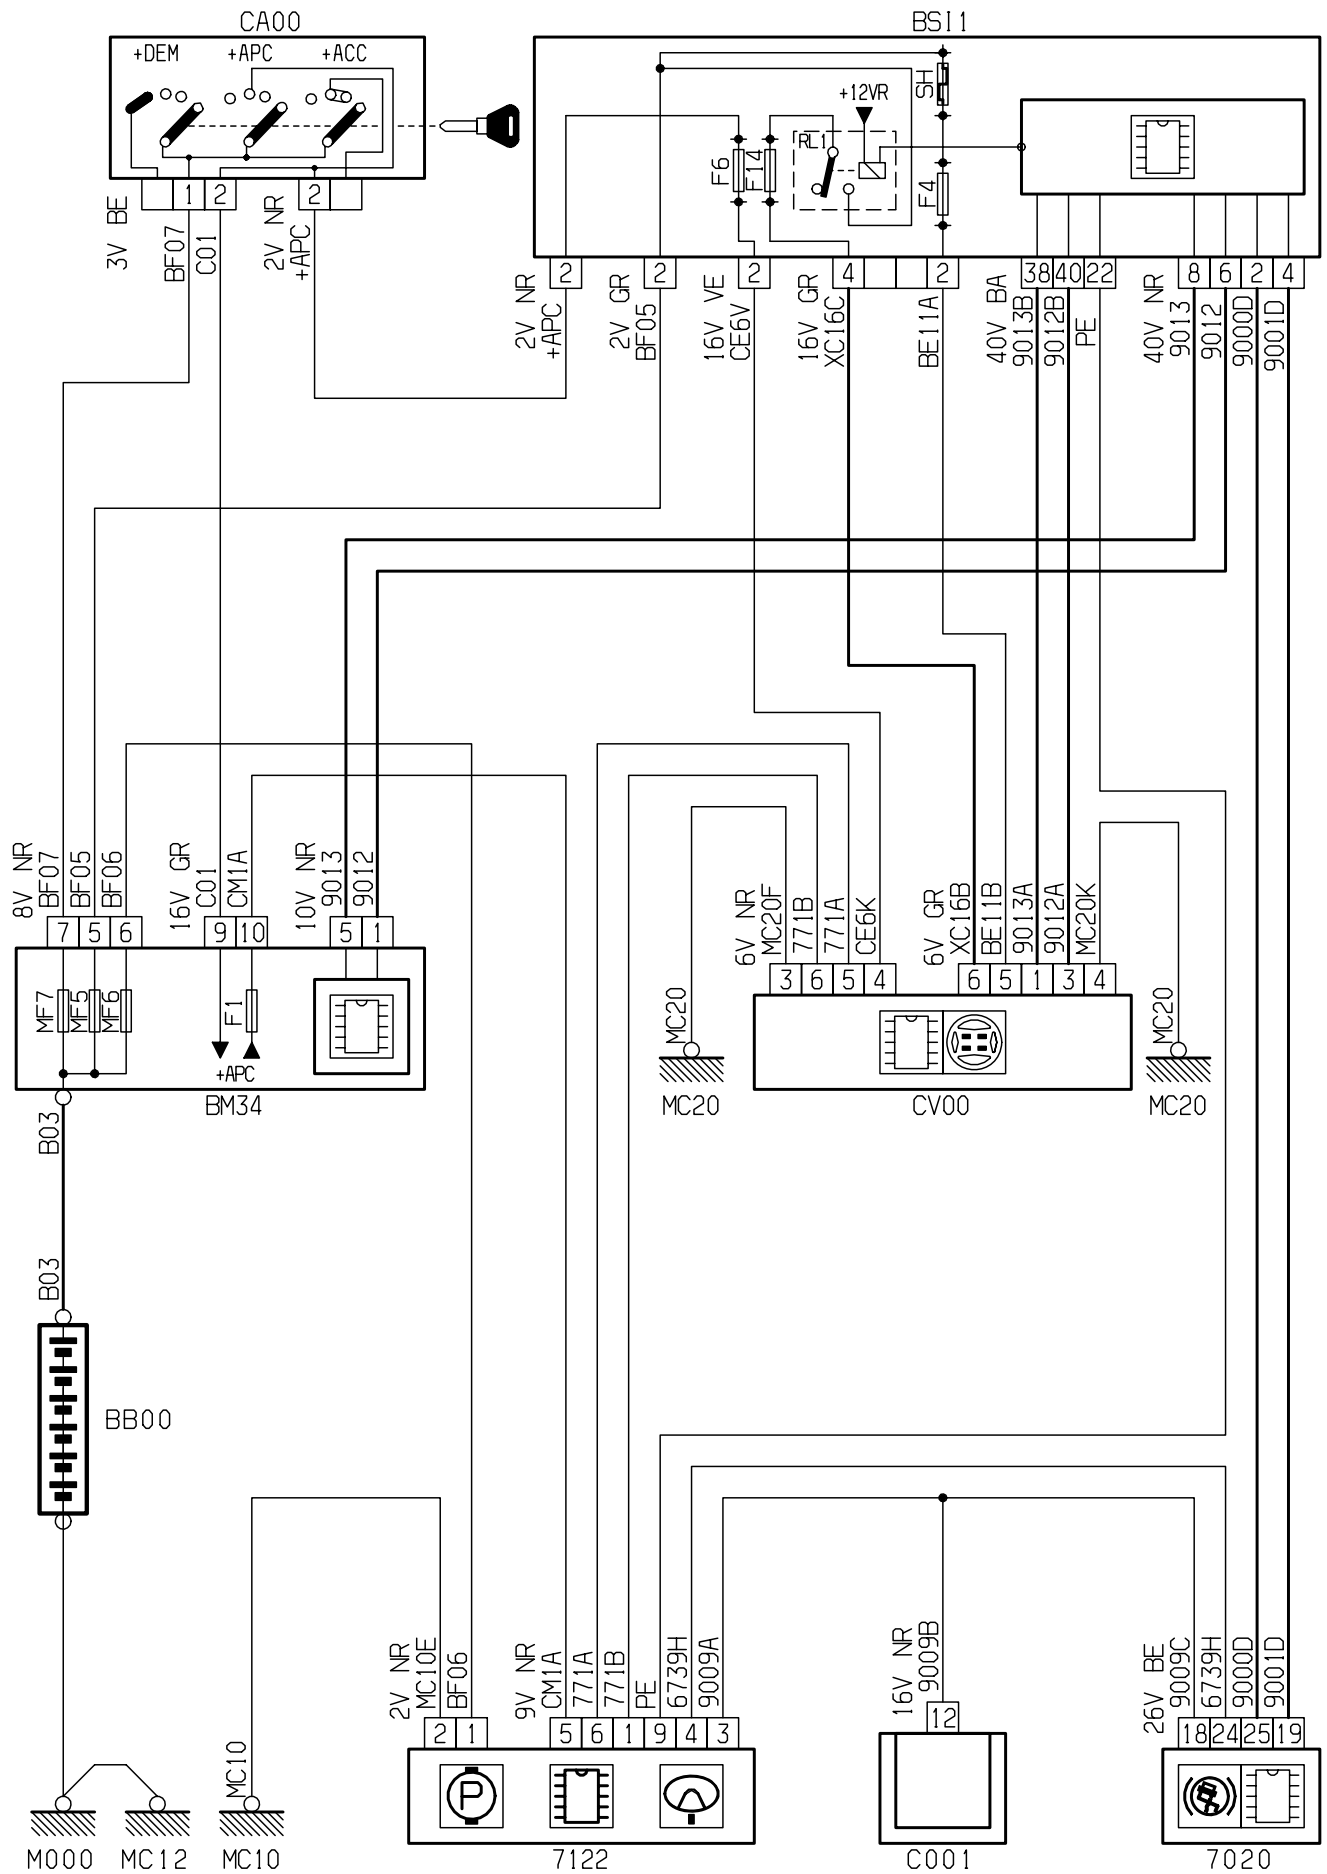 CA00
BSI1
+DEM +APC +ACC
SH
+12VR
RL1
F6 F14 F4
1 2 2
3V BE BF07 C01 2V NR +APC
2 2 2 4 2 38 40 22 8 6 2 4
2V NR +APC 2V GR BF05 16V VE CE6V 16V GR XC16C BE11A 40V BA 9013B 9012B PE 40V NR 9013 9012 9000D 9001D
8V NR BF07 BF05 BF06 16V GR C01 CM1A 10V NR 9013 9012
7 5 6 9 10 5 1
6V NR MC20F 771B 771A CE6K 6V GR XC16B BE11B 9013A 9012A MC20K
3 6 5 4 6 5 1 3 4
MF7 MF5 MF6 F1
+APC
BM34
MC20 MC20
MC20 CV00 MC20
B03
B03
BB00
2V NR MC10E BF06 9V NR CM1A 771A 771B PE 6739H 9009A 16V NR 9009B 26V BE 9009C 6739H 9000D 9001D
12
2 1 5 6 1 9 4 3 18 24 25 19
MC10
P
M000 MC12 MC10 7122 C001 7020